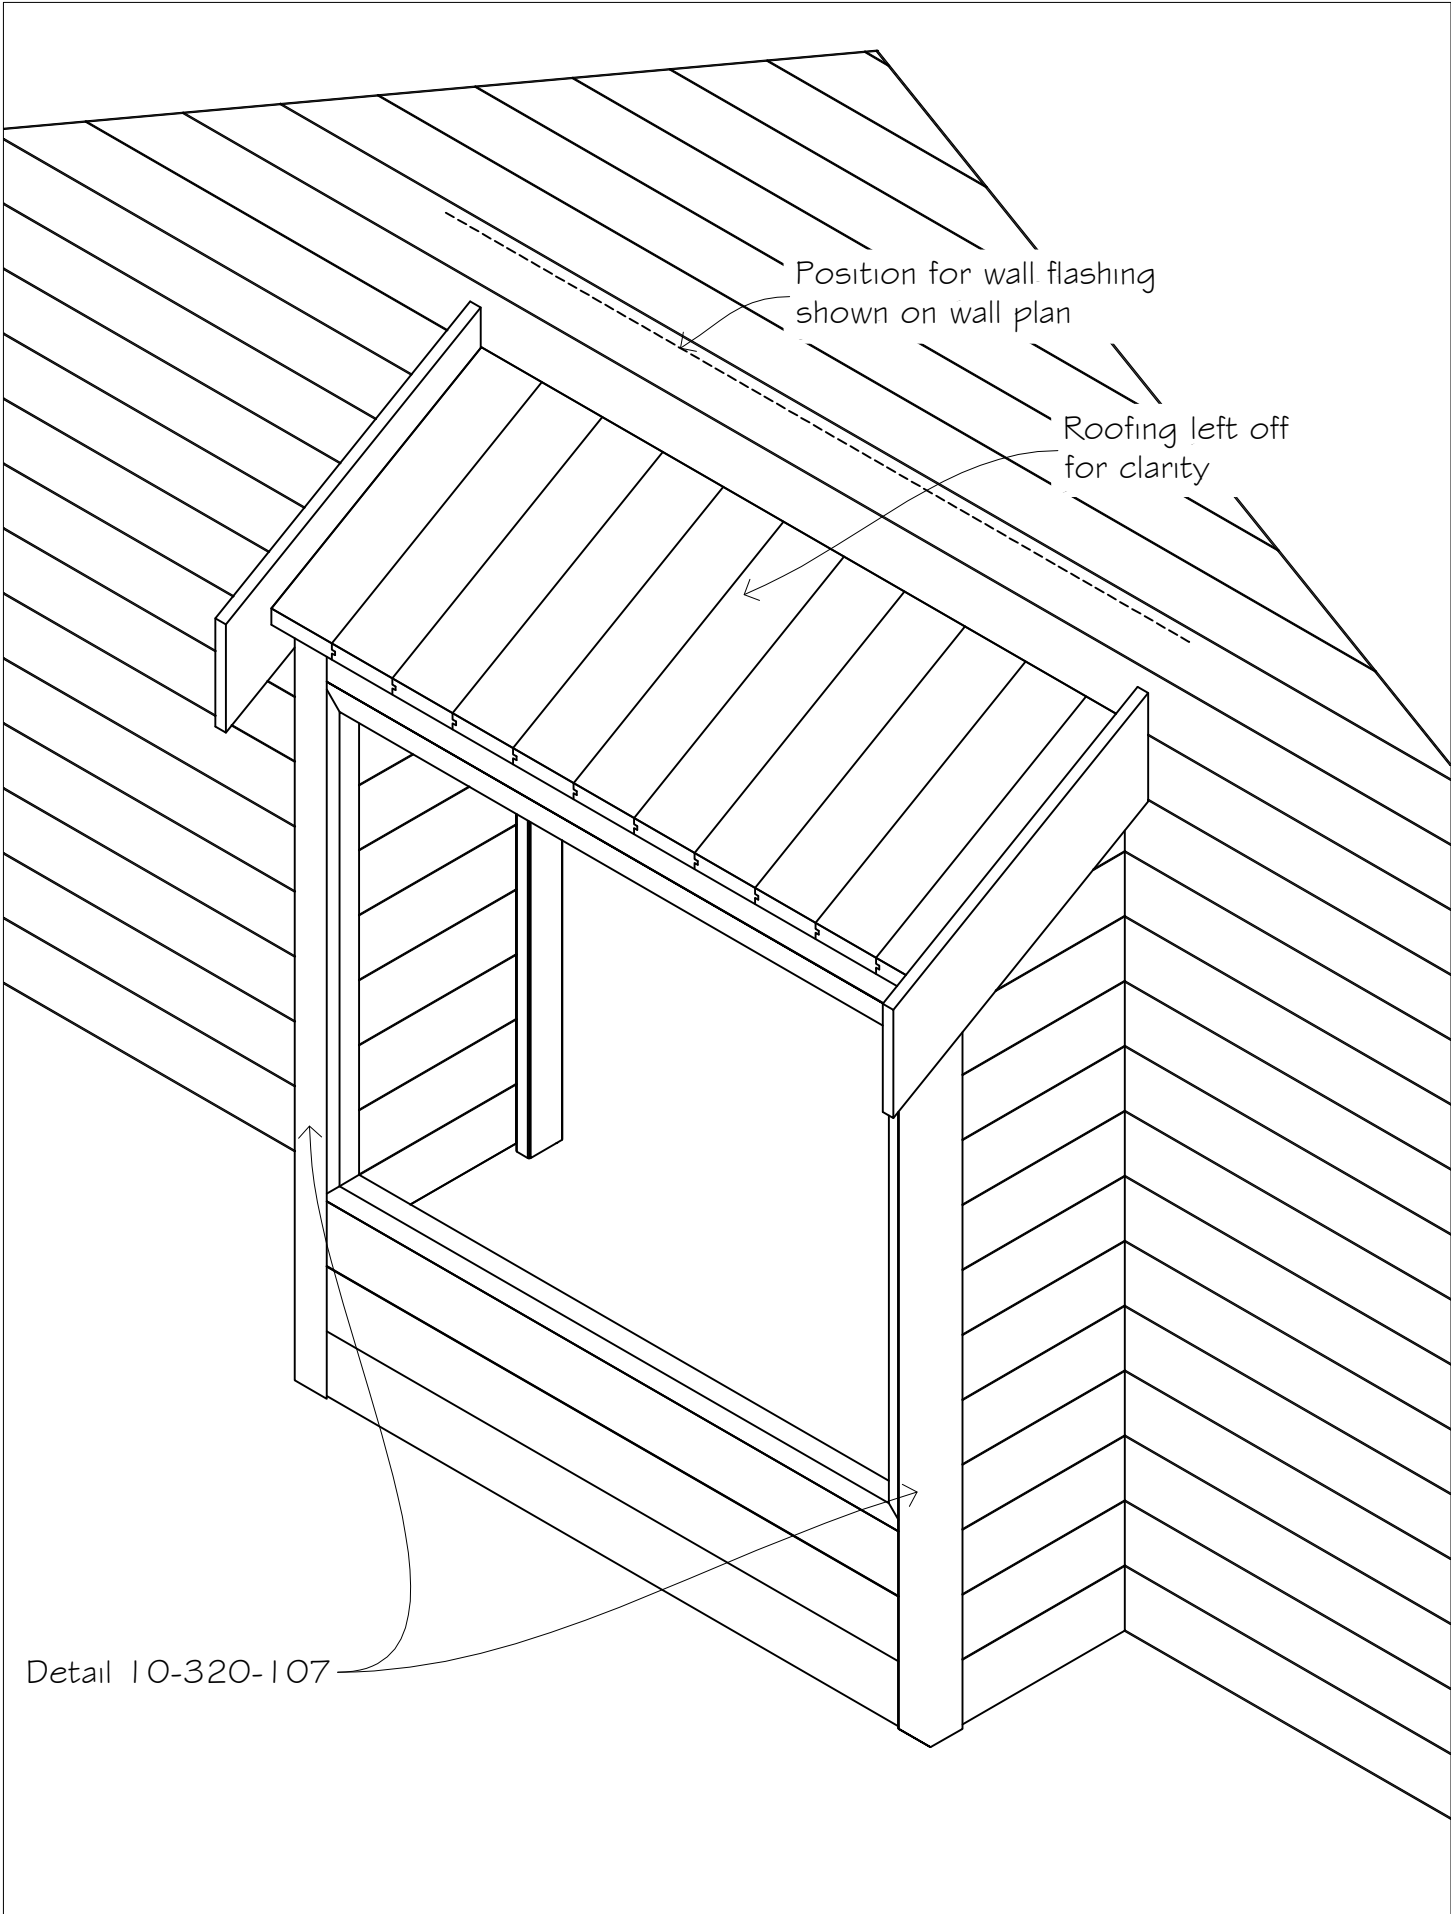 Position for wall flashing
shown on wall plan
Roofing left off
for clarity
Detail 10-320-107